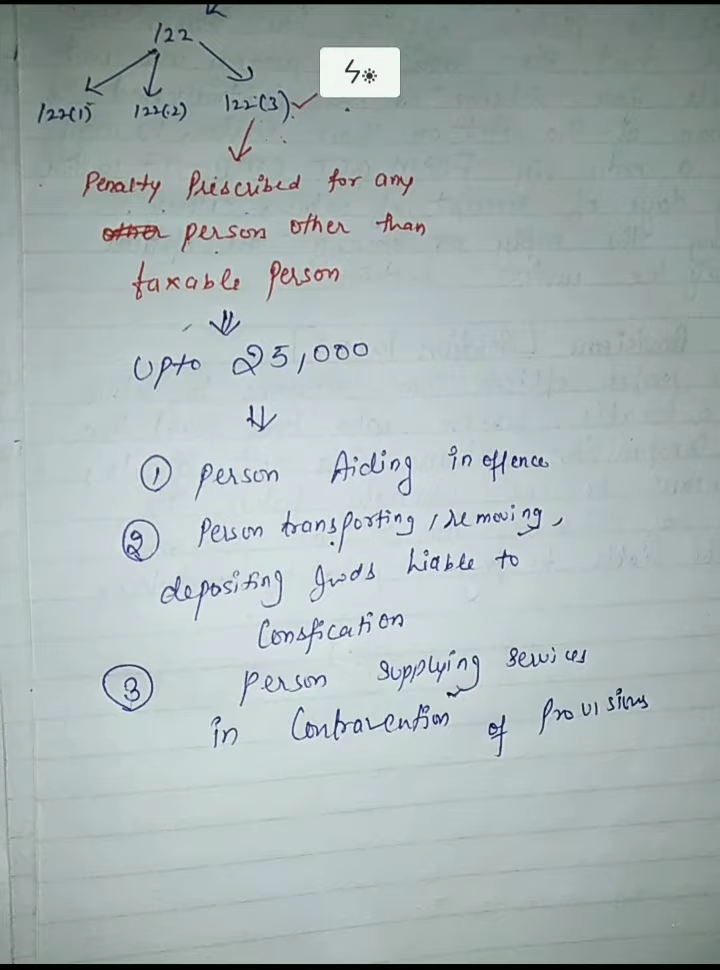 122
122(1) 122(2) 122(3)
Penalty Prescribed for any
other person other than
taxable Person
Upto 25,000
① Person Aiding in offence
② Person transporting, removing,
depositing goods Liable to
Consfication
③ Person supplying services
in Contravention of Provisions